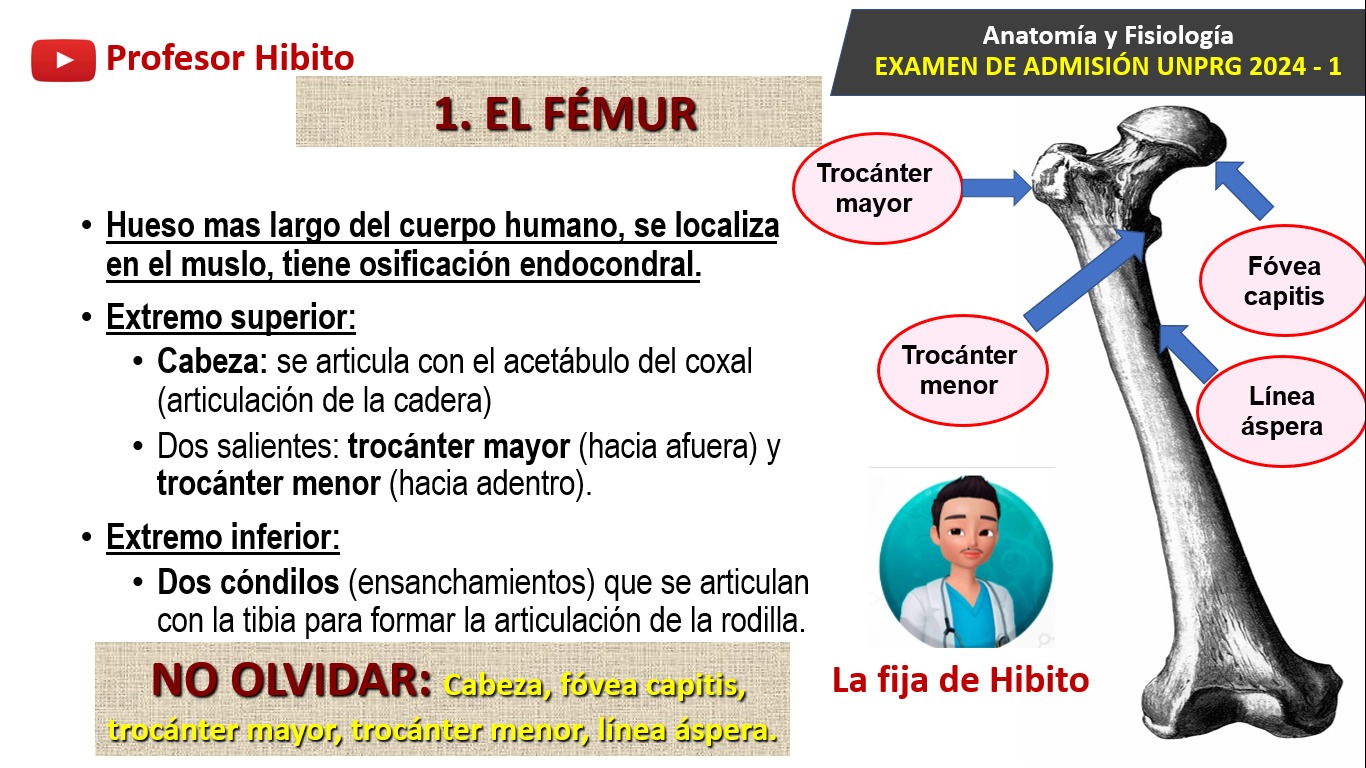 Profesor Hibito
Anatomía y Fisiología
EXAMEN DE ADMISIÓN UNPRG 2024 - 1
1. EL FÉMUR
• Hueso mas largo del cuerpo humano, se localiza
en el muslo, tiene osificación endocondral.
• Extremo superior:
• Cabeza: se articula con el acetábulo del coxal
(articulación de la cadera)
• Dos salientes: trocánter mayor (hacia afuera) y
trocánter menor (hacia adentro).
• Extremo inferior:
• Dos cóndilos (ensanchamientos) que se articulan
con la tibia para formar la articulación de la rodilla.
NO OLVIDAR: Cabeza, fóvea capitis,
trocánter mayor, trocánter menor, línea áspera.
Trocánter
mayor
Fóvea
capitis
Trocánter
menor
Línea
áspera
La fija de Hibito